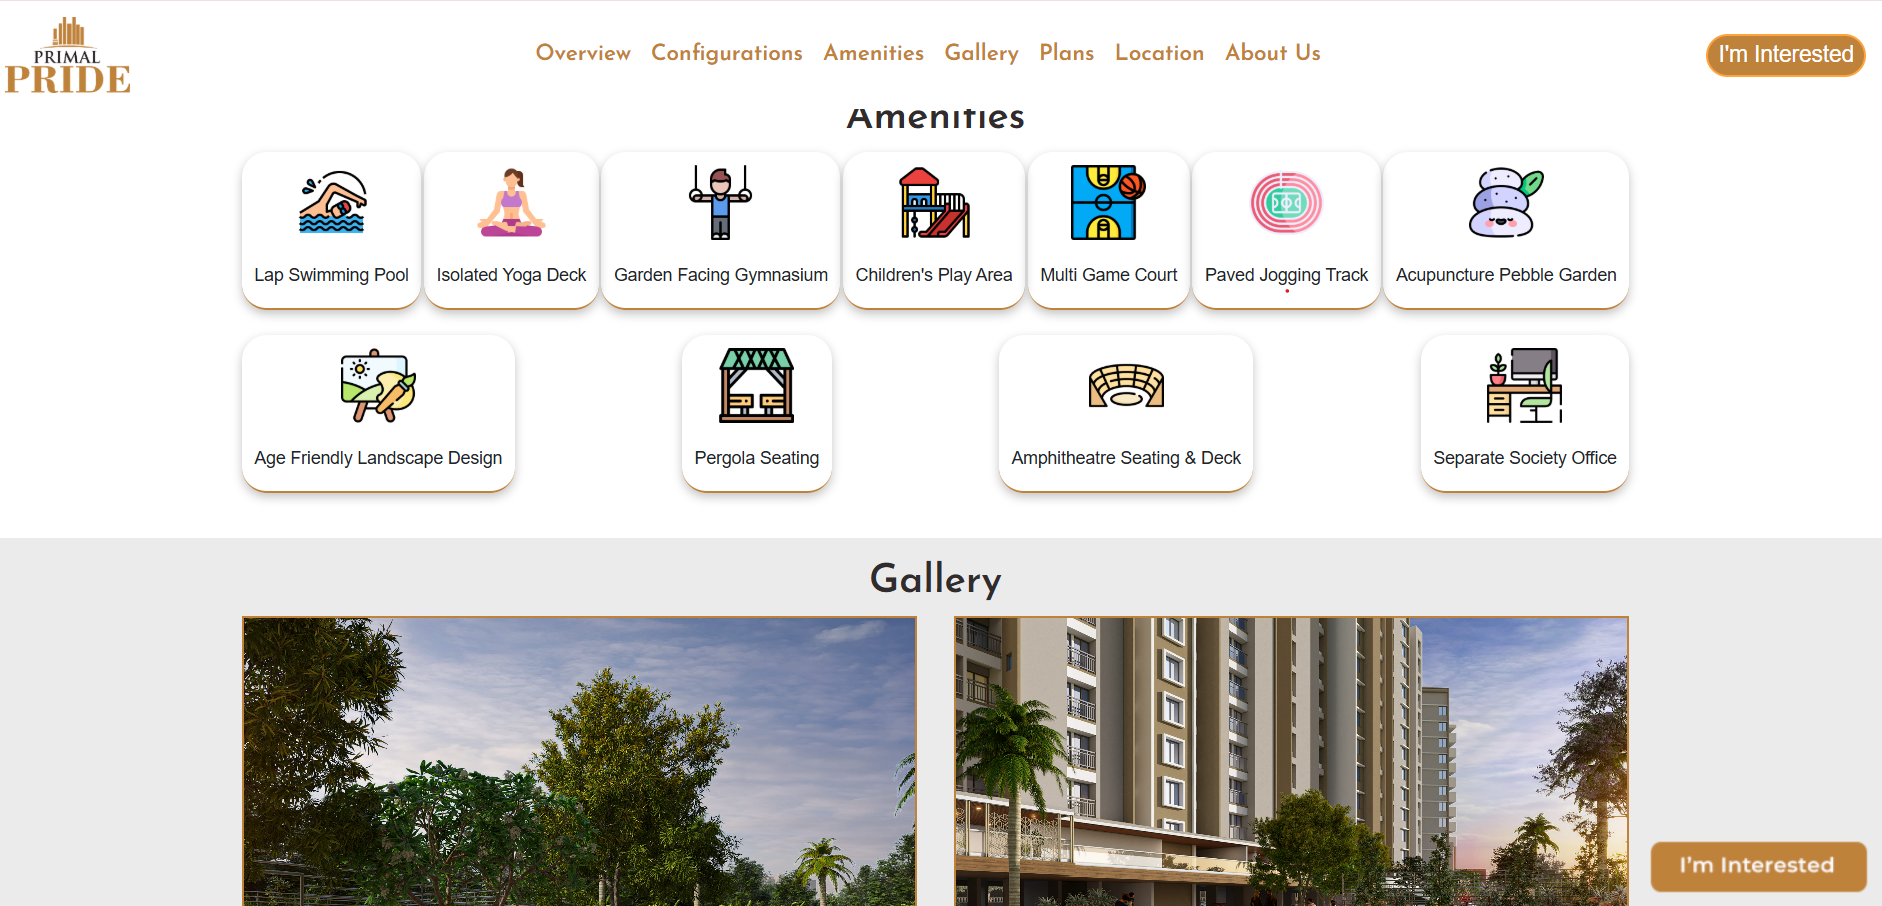 PRIMAL
PRIDE
Overview Configurations Amenities Gallery Plans Location About Us
I'm Interested
Amenities
Lap Swimming Pool
Isolated Yoga Deck
Garden Facing Gymnasium
Children's Play Area
Multi Game Court
Paved Jogging Track
Acupuncture Pebble Garden
Age Friendly Landscape Design
Pergola Seating
Amphitheatre Seating & Deck
Separate Society Office
Gallery
I'm Interested